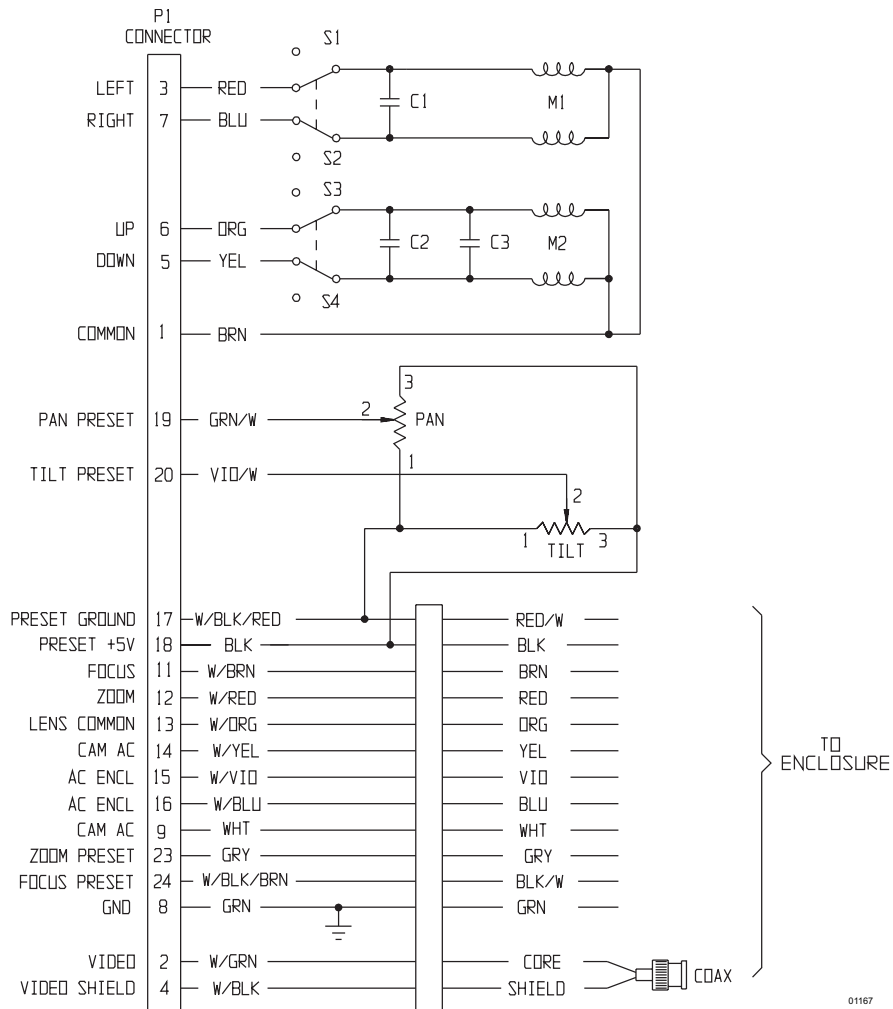 P1
CONNECTOR
S1
LEFT 3 RED
C1
M1
RIGHT 7 BLU
S2
S3
UP 6 ORG
C2
C3
M2
DOWN 5 YEL
S4
COMMON 1 BRN
3
PAN PRESET 19 GRN/W 2 PAN
1
TILT PRESET 20 VIO/W
2
1 TILT 3
PRESET GROUND 17 W/BLK/RED RED/W
PRESET +5V 18 BLK BLK
FOCUS 11 W/BRN BRN
ZOOM 12 W/RED RED
LENS COMMON 13 W/ORG ORG
CAM AC 14 W/YEL YEL
AC ENCL 15 W/VIO VIO
AC ENCL 16 W/BLU BLU
CAM AC 9 WHT WHT
ZOOM PRESET 23 GRY GRY
FOCUS PRESET 24 W/BLK/BRN BLK/W
GND 8 GRN GRN
TO
ENCLOSURE
VIDEO 2 W/GRN CORE
COAX
VIDEO SHIELD 4 W/BLK SHIELD
01167